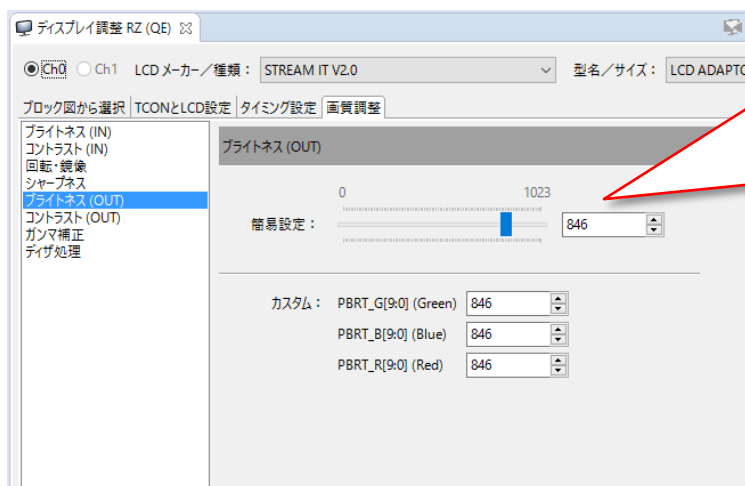 ディスプレイ調整 RZ (QE)
Ch0 Ch1 LCD メーカー／種類： STREAM IT V2.0 型名／サイズ： LCD ADAPTO
ブロック図から選択 TCONとLCD設定 タイミング設定 画質調整
ブライトネス (IN)
コントラスト (IN)
回転・鏡像
シャープネス
ブライトネス (OUT)
コントラスト (OUT)
ガンマ補正
ディザ処理
ブライトネス (OUT)
0 1023
簡易設定： 846
カスタム： PBRT_G[9:0] (Green) 846
PBRT_B[9:0] (Blue) 846
PBRT_R[9:0] (Red) 846